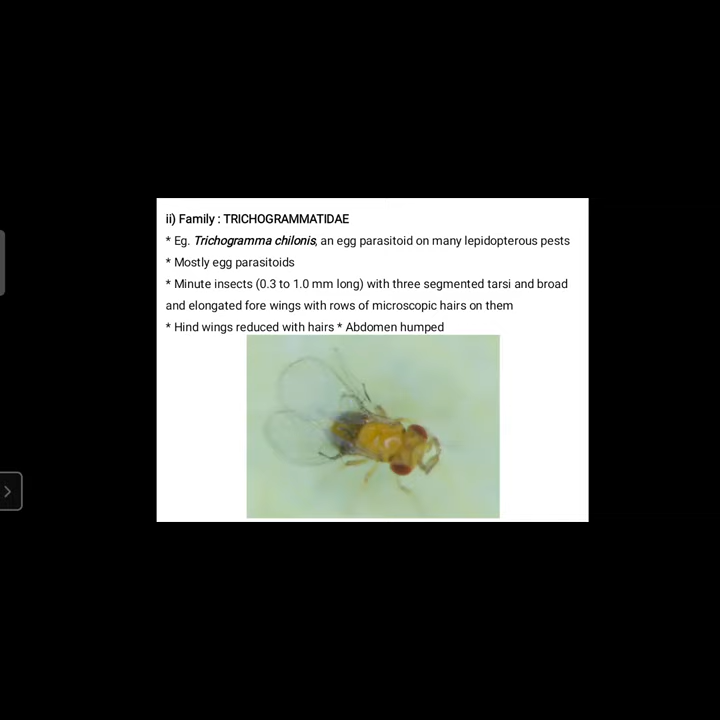 ii) Family : TRICHOGRAMMATIDAE
* Eg. Trichogramma chilonis, an egg parasitoid on many lepidopterous pests
* Mostly egg parasitoids
* Minute insects (0.3 to 1.0 mm long) with three segmented tarsi and broad
and elongated fore wings with rows of microscopic hairs on them
* Hind wings reduced with hairs * Abdomen humped